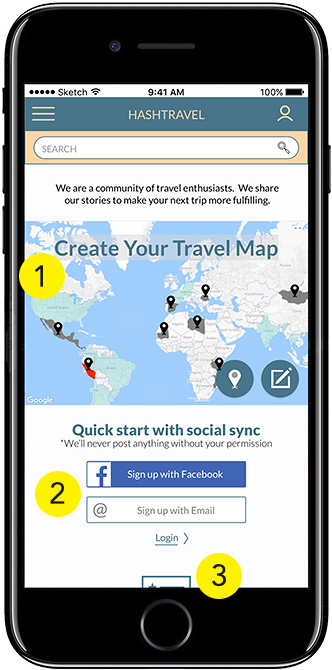 Sketch 9:41 AM 100%
HASHTRAVEL
SEARCH
We are a community of travel enthusiasts. We share
our stories to make your next trip more fulfilling.
Create Your Travel Map
1
Google
Quick start with social sync
*We'll never post anything without your permission
f Sign up with Facebook
2
@ Sign up with Email
Login >
3